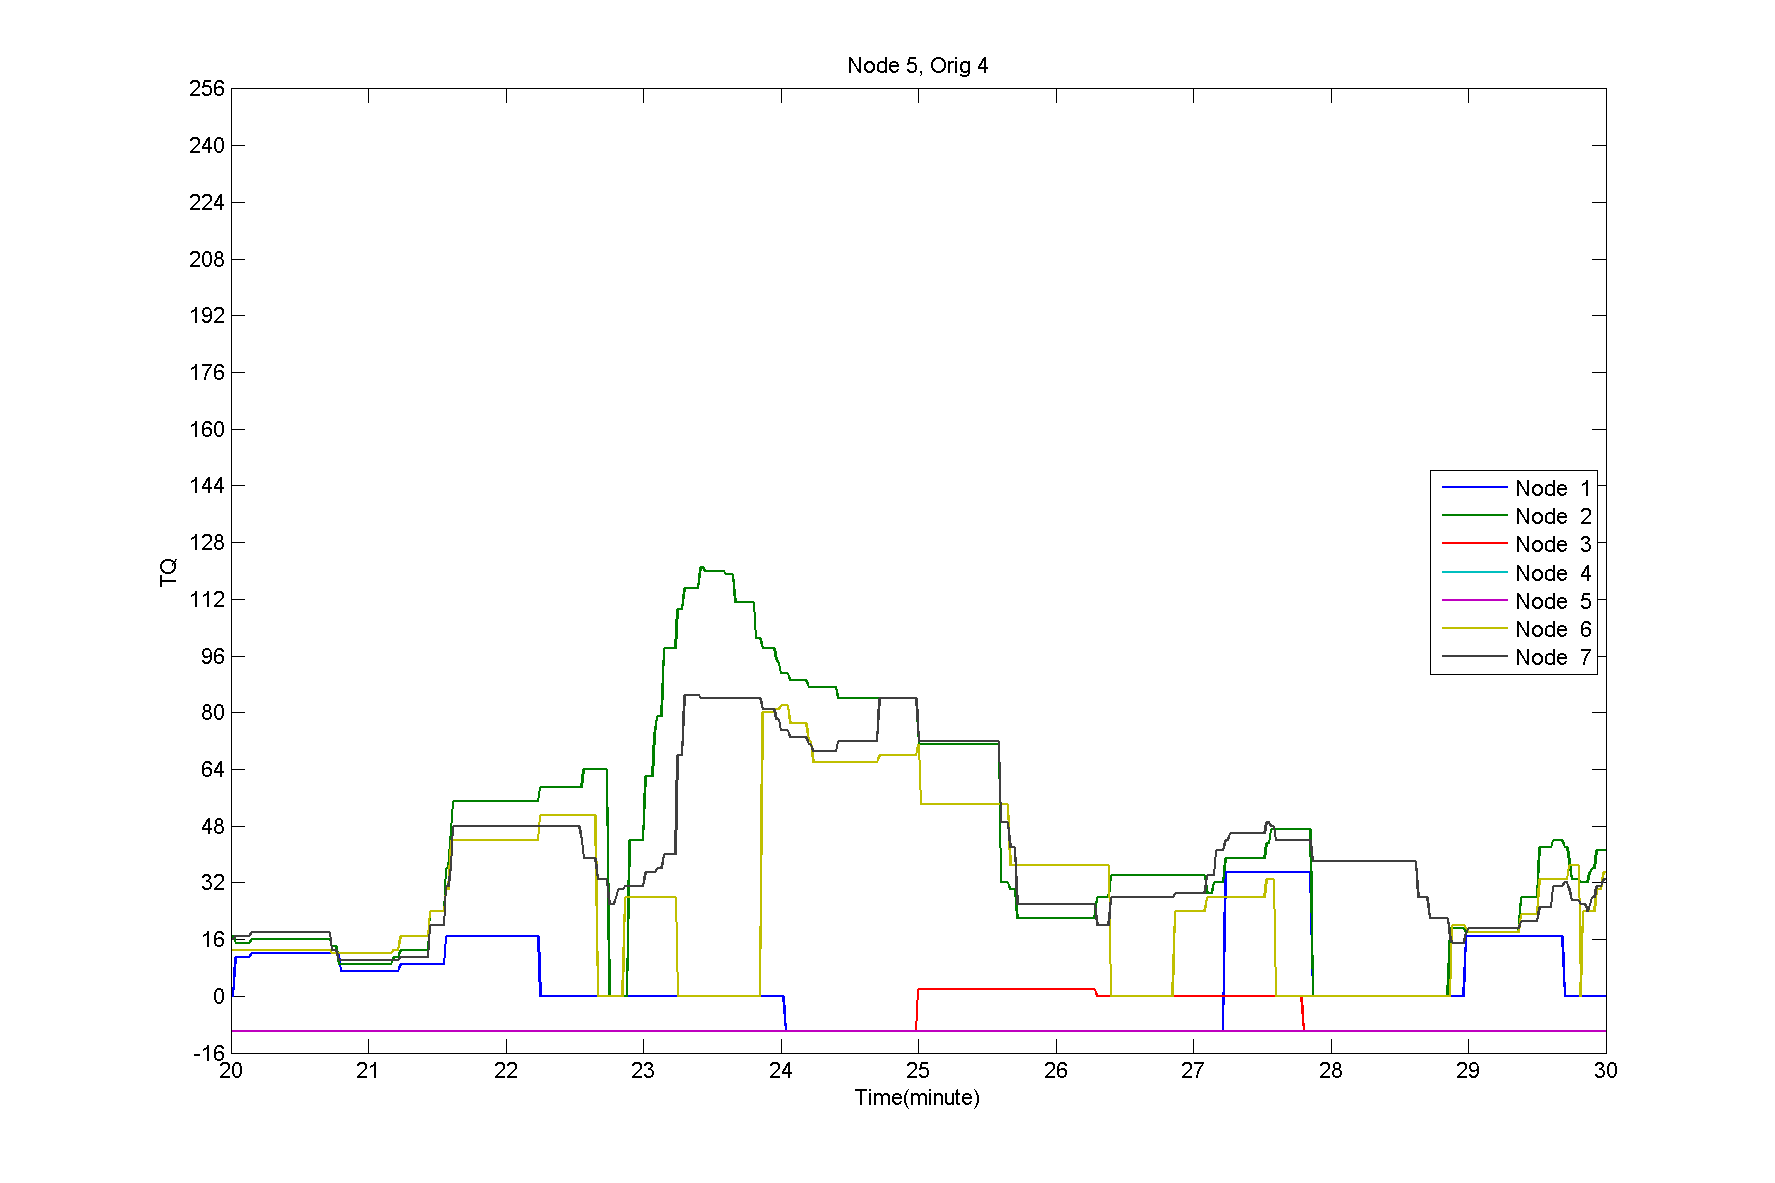 Node 5, Orig 4
256
240
224
208
192
176
160
144
128
112
96
80
64
48
32
16
0
-16
TQ
Node 1
Node 2
Node 3
Node 4
Node 5
Node 6
Node 7
20 21 22 23 24 25 26 27 28 29 30
Time(minute)